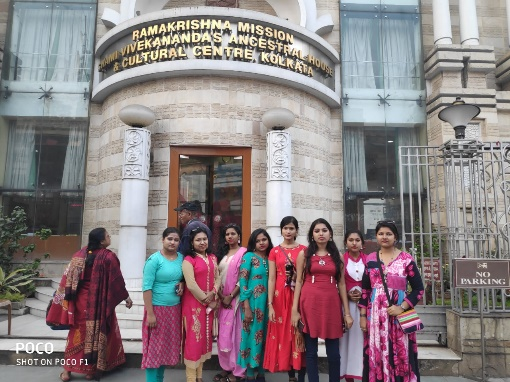 RAMAKRISHNA MISSION
SWAMI VIVEKANANDA'S ANCESTRAL HOUSE
& CULTURAL CENTRE, KOLKATA
NO
PARKING
POCO
SHOT ON POCO F1